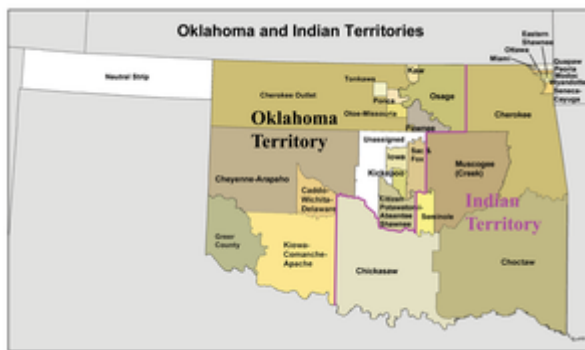 Oklahoma and Indian Territories
Eastern
Shawnee
Ottawa
Miami
Quapaw
Peoria
Modoc
Wyandotte
Seneca-
Cayuga
Neutral Strip
Tonkawa
Kaw
Cherokee Outlet
Ponca
Osage
Otoe-Missouria
Cherokee
Oklahoma
Territory
Pawnee
Unassigned
Iowa
Sac &
Fox
Kickapoo
Muscogee
(Creek)
Cheyenne-Arapaho
Caddo-
Wichita-
Delaware
Citizen
Potawatomi-
Absentee
Shawnee
Seminole
Indian
Territory
Greer
County
Kiowa-
Comanche-
Apache
Chickasaw
Choctaw